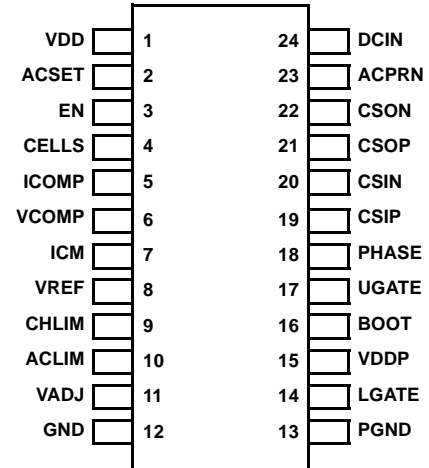 VDD 1 24 DCIN
ACSET 2 23 ACPRN
EN 3 22 CSON
CELLS 4 21 CSOP
ICOMP 5 20 CSIN
VCOMP 6 19 CSIP
ICM 7 18 PHASE
VREF 8 17 UGATE
CHLIM 9 16 BOOT
ACLIM 10 15 VDDP
VADJ 11 14 LGATE
GND 12 13 PGND